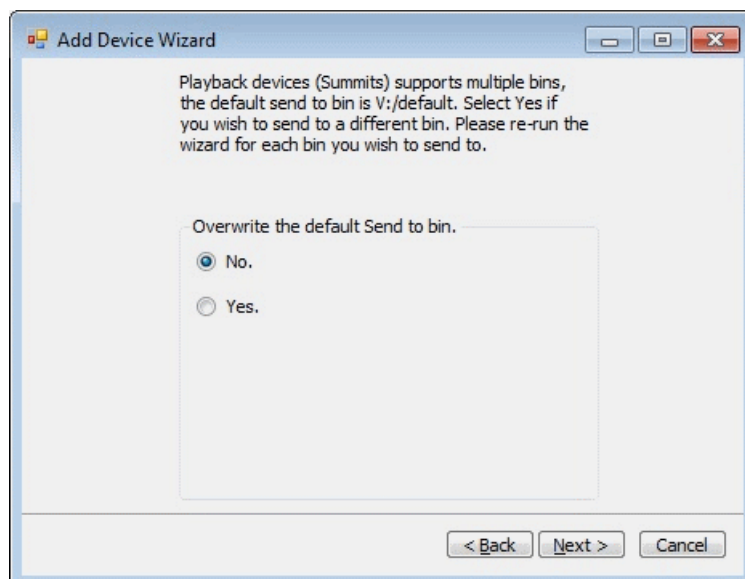 Add Device Wizard
Playback devices (Summits) supports multiple bins,
the default send to bin is V:/default. Select Yes if
you wish to send to a different bin. Please re-run the
wizard for each bin you wish to send to.
Overwrite the default Send to bin.
No.
Yes.
< Back Next > Cancel